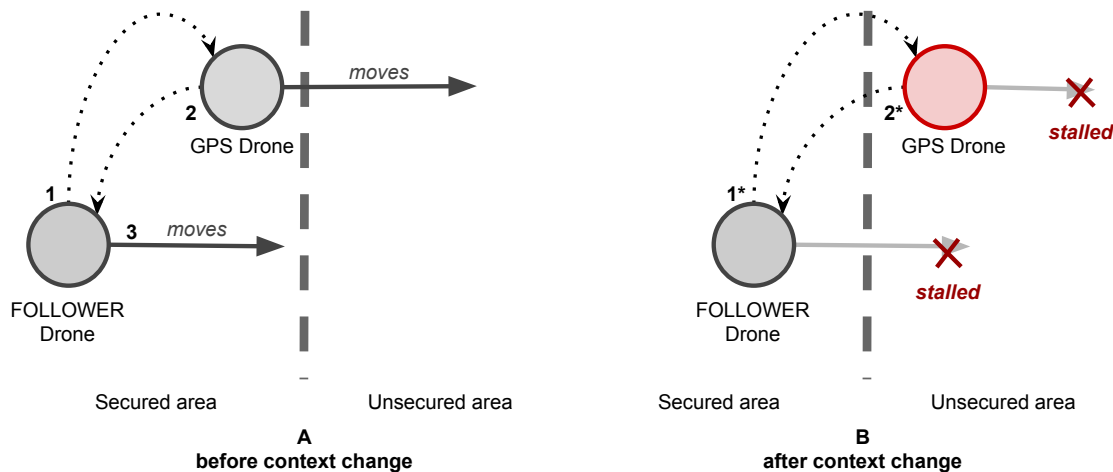 moves
2
GPS Drone
1
3
moves
FOLLOWER
Drone
Secured area
Unsecured area
A
before context change
2*
GPS Drone
stalled
1*
stalled
FOLLOWER
Drone
Secured area
Unsecured area
B
after context change